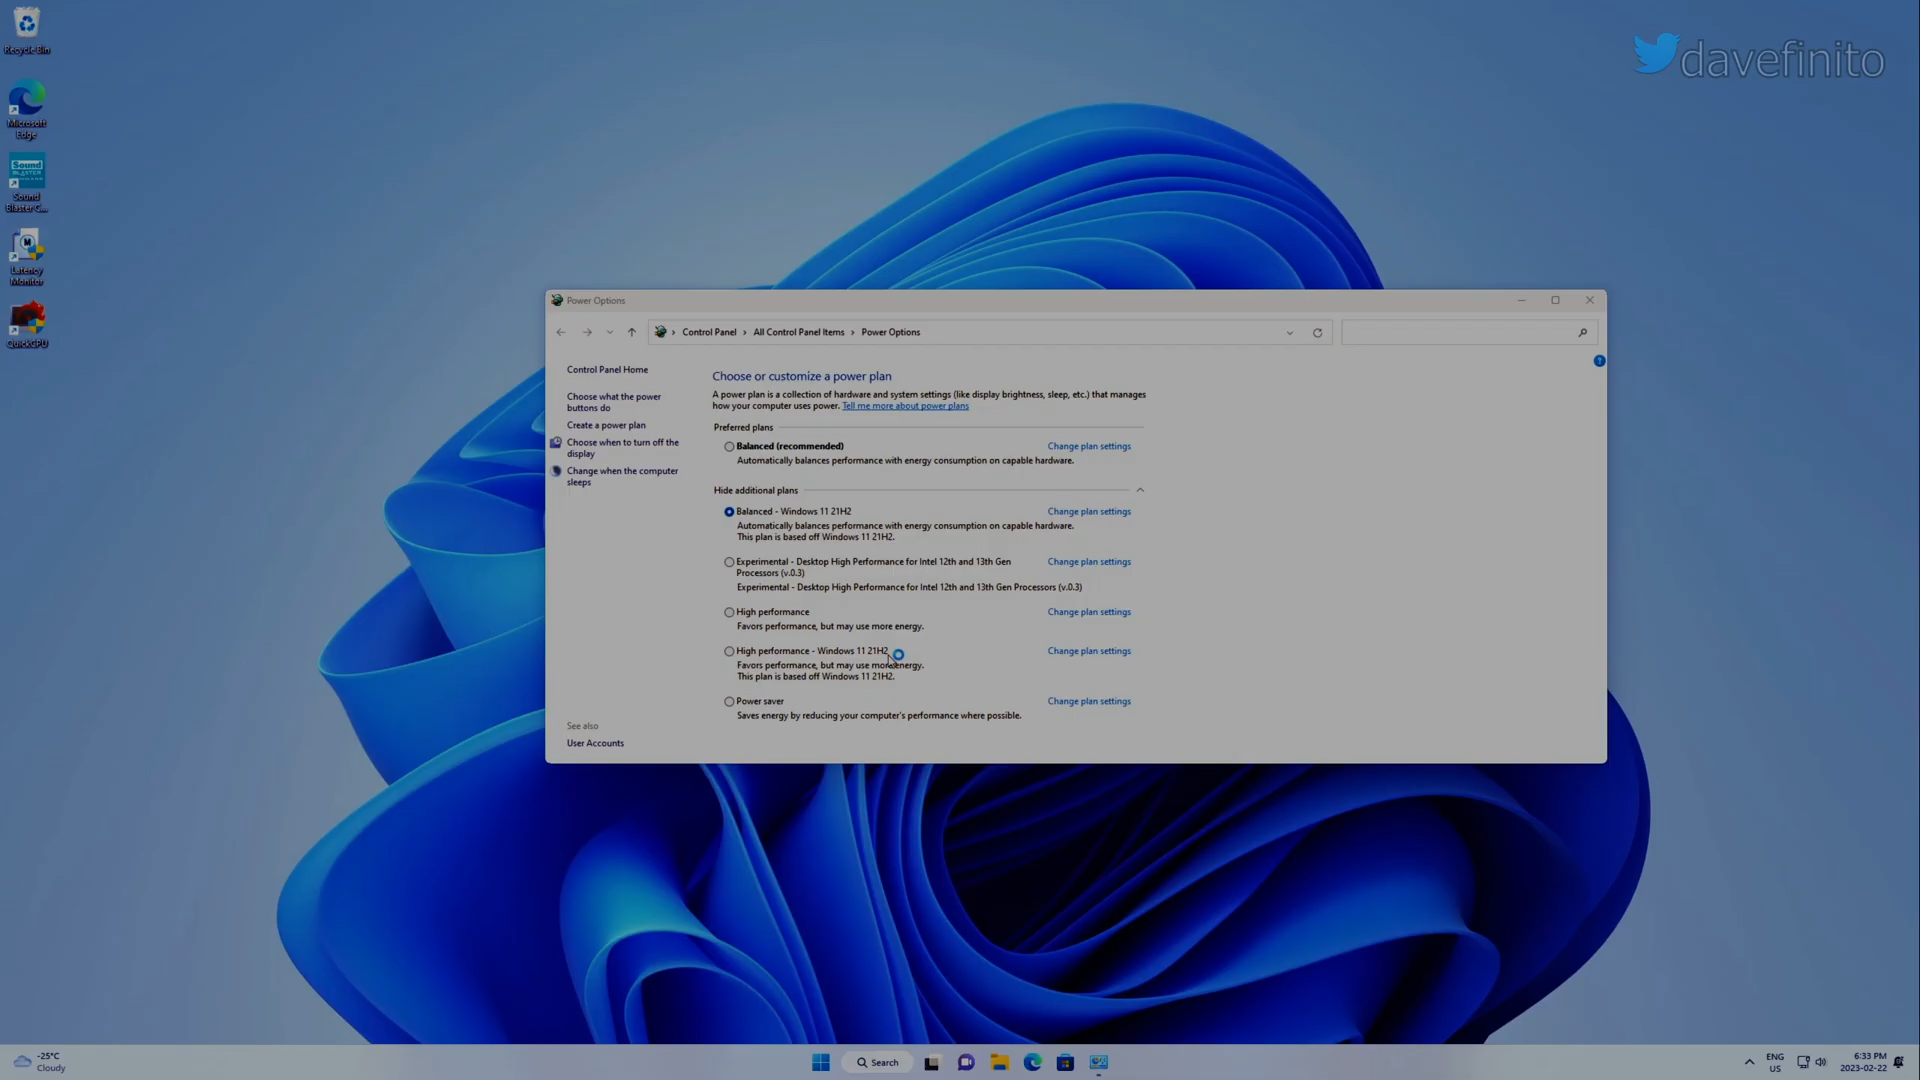 Recycle Bin
davefinito
Microsoft
Edge
Sound
BLASTER
Sound
Blaster C...
Latency
Monitor
QuickCPU
Power Options
Control Panel
All Control Panel Items
Power Options
Control Panel Home
Choose what the power
buttons do
Create a power plan
Choose when to turn off the
display
Change when the computer
sleeps
See also
User Accounts
Choose or customize a power plan
A power plan is a collection of hardware and system settings (like display brightness, sleep, etc.) that manages
how your computer uses power. Tell me more about power plans
Preferred plans
Balanced (recommended) Change plan settings
Automatically balances performance with energy consumption on capable hardware.
Hide additional plans
Balanced - Windows 11 21H2 Change plan settings
Automatically balances performance with energy consumption on capable hardware.
This plan is based off Windows 11 21H2.
Experimental - Desktop High Performance for Intel 12th and 13th Gen Change plan settings
Processors (v.0.3)
Experimental - Desktop High Performance for Intel 12th and 13th Gen Processors (v.0.3)
High performance Change plan settings
Favors performance, but may use more energy.
High performance - Windows 11 21H2 Change plan settings
Favors performance, but may use more energy.
This plan is based off Windows 11 21H2.
Power saver Change plan settings
Saves energy by reducing your computer's performance where possible.
-25°C
Cloudy
Search
ENG
US
6:33 PM
2023-02-22